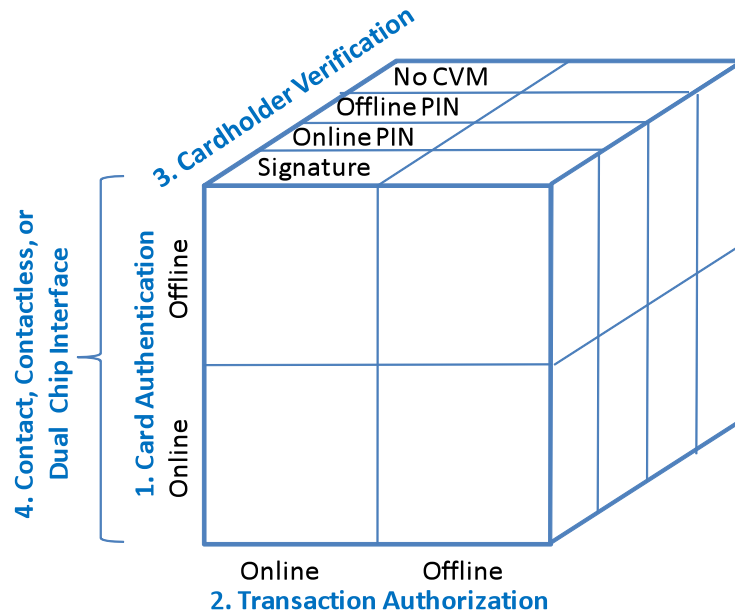 3. Cardholder Verification
No CVM
Offline PIN
Online PIN
Signature
4. Contact, Contactless, or
Dual Chip Interface
1. Card Authentication
Offline
Online
Online
Offline
2. Transaction Authorization